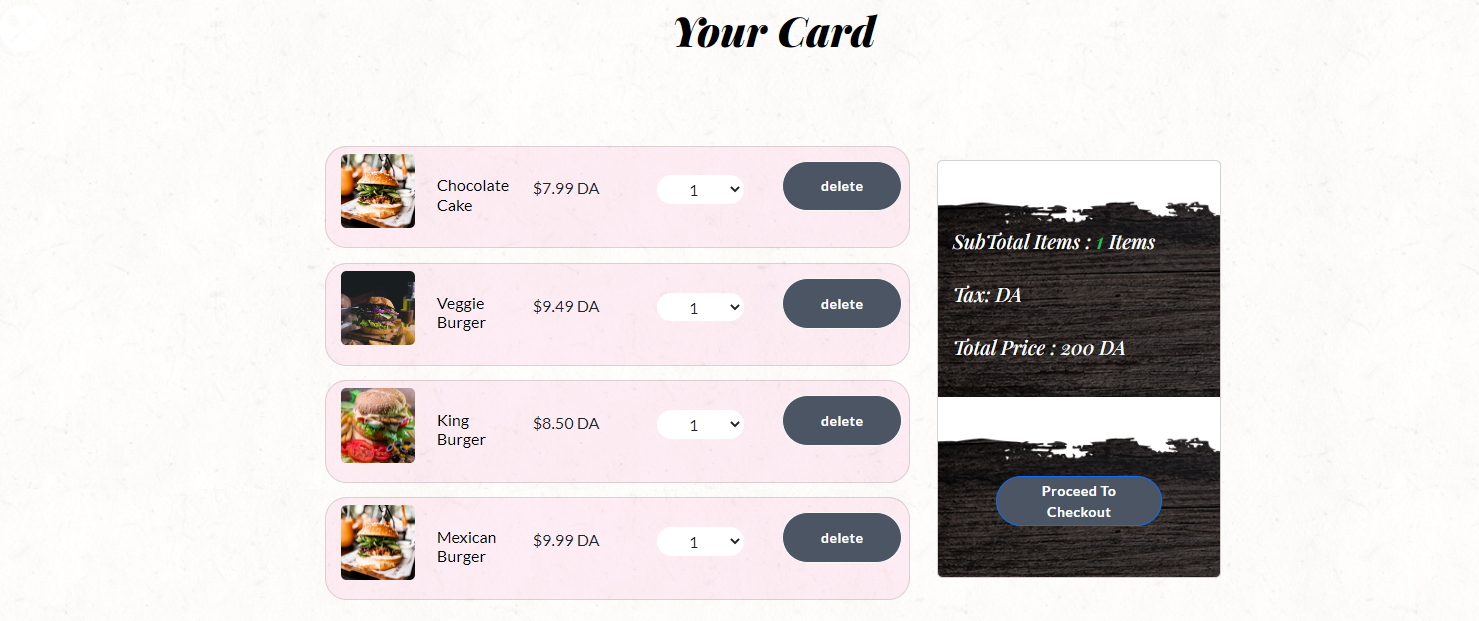 Your Card
Chocolate
Cake
$7.99 DA
1
delete
Veggie
Burger
$9.49 DA
1
delete
King
Burger
$8.50 DA
1
delete
Mexican
Burger
$9.99 DA
1
delete
SubTotal Items : 1 Items
Tax: DA
Total Price : 200 DA
Proceed To
Checkout